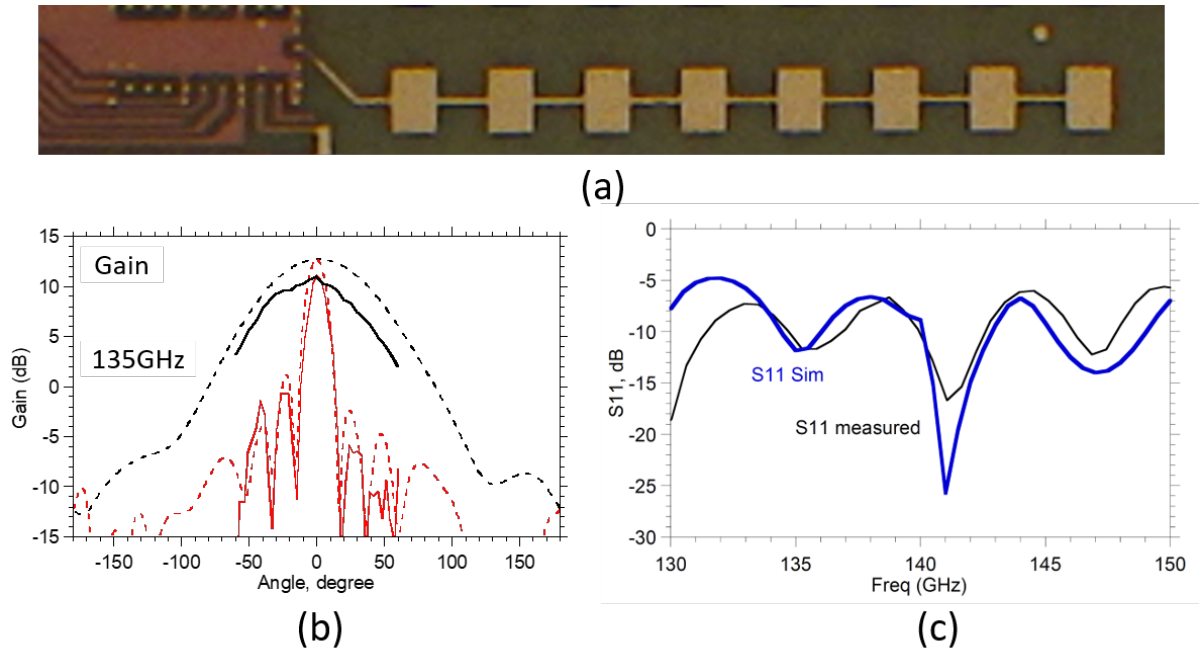 (a)
15
10
5
0
-5
-10
-15
Gain (dB)
Gain
135GHz
-150 -100 -50 0 50 100 150
Angle, degree
(b)
0
-5
-10
-15
-20
-25
-30
S11, dB
S11 Sim
S11 measured
130 135 140 145 150
Freq (GHz)
(c)